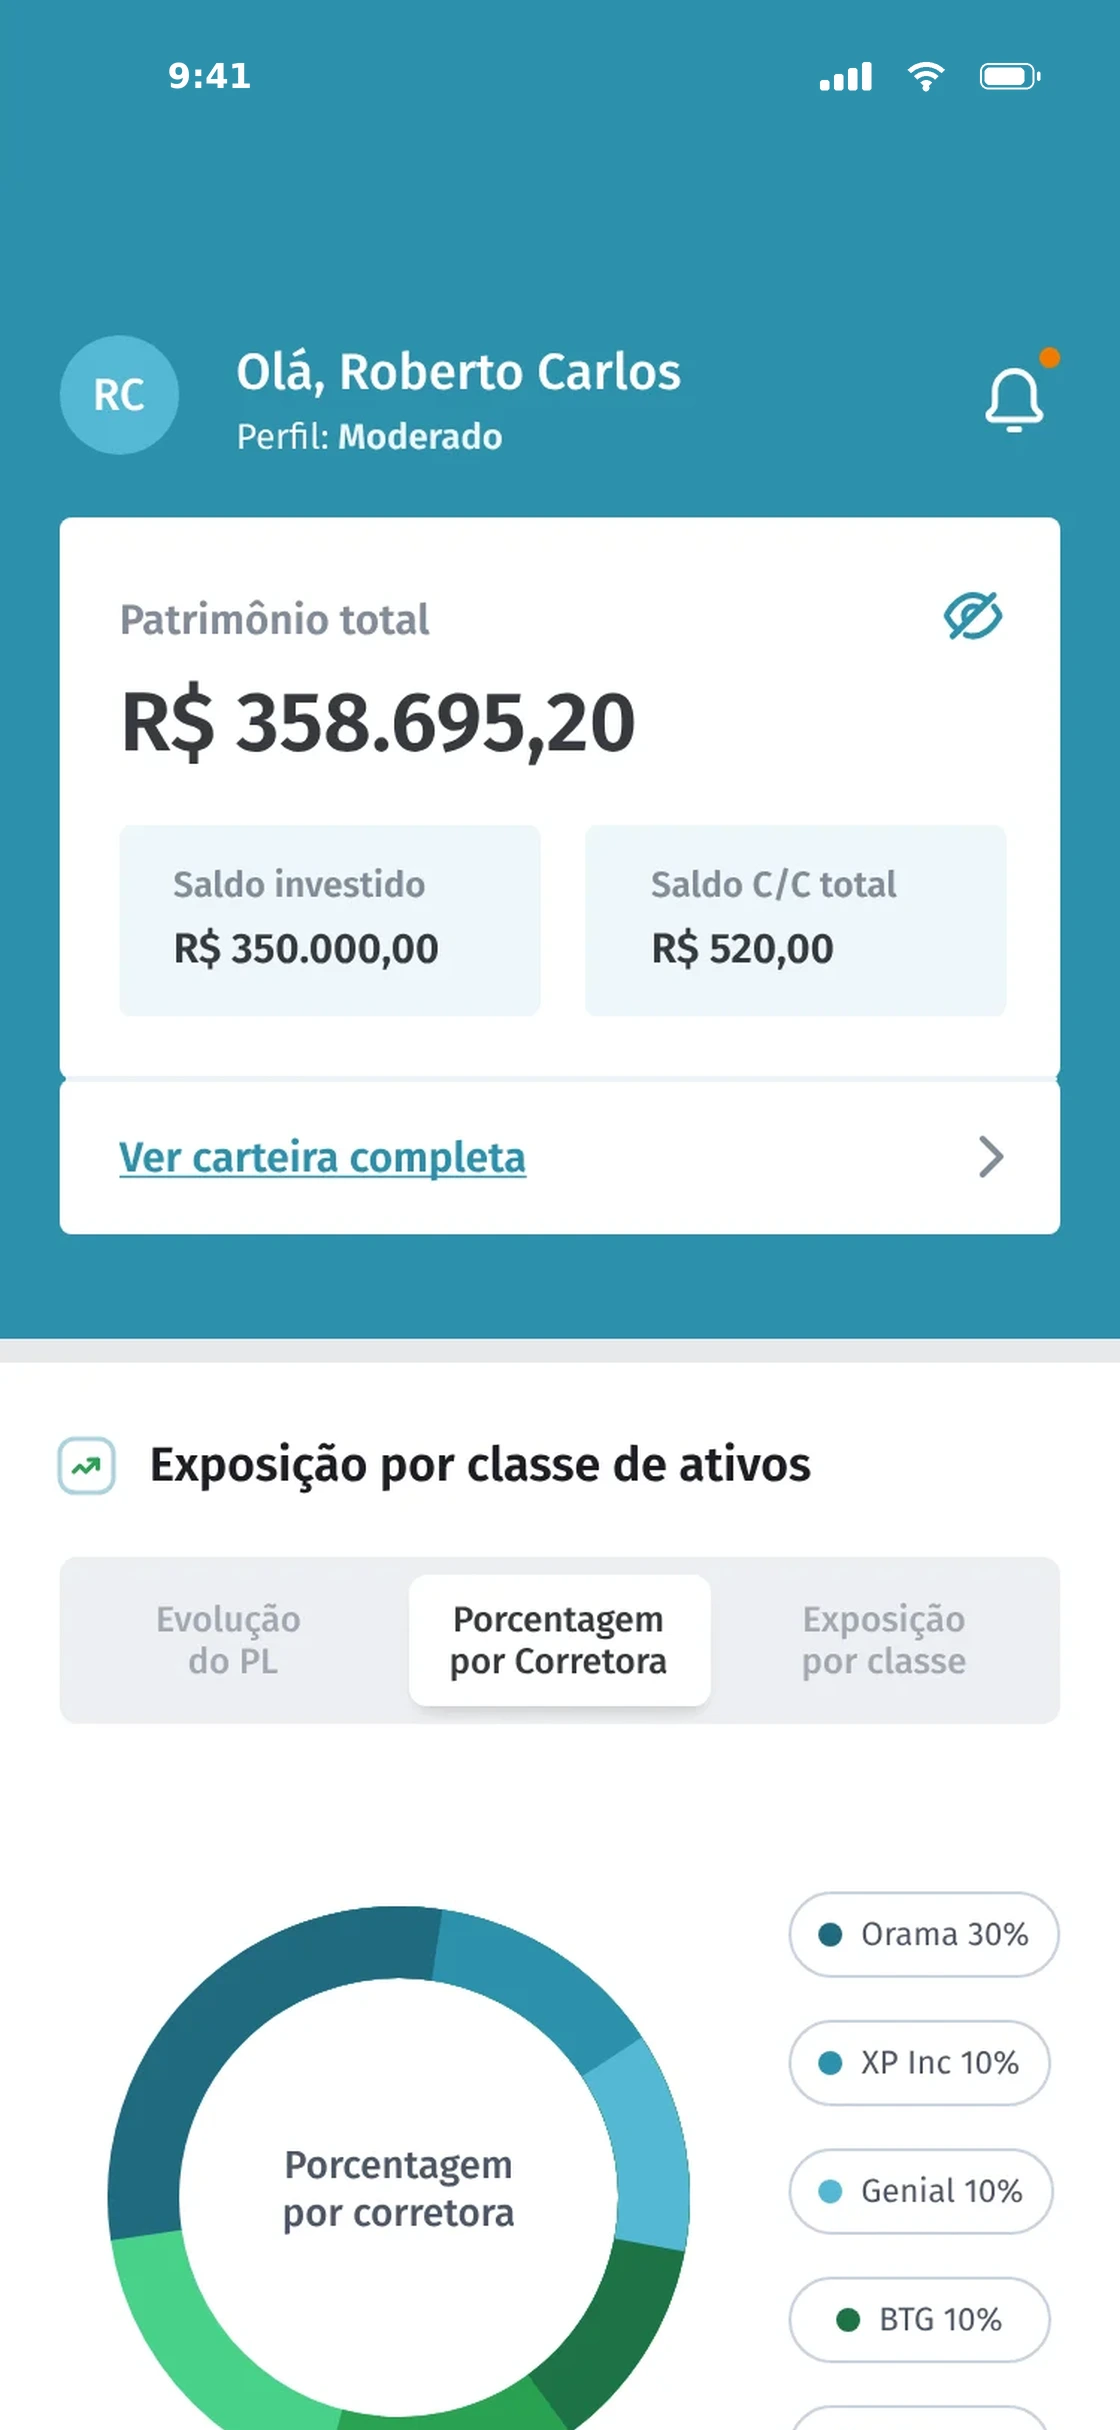 9:41
RC
Olá, Roberto Carlos
Perfil: Moderado
Patrimônio total
R$ 358.695,20
Saldo investido
R$ 350.000,00
Saldo C/C total
R$ 520,00
Ver carteira completa
Exposição por classe de ativos
Evolução
do PL
Porcentagem
por Corretora
Exposição
por classe
Porcentagem
por corretora
Orama 30%
XP Inc 10%
Genial 10%
BTG 10%